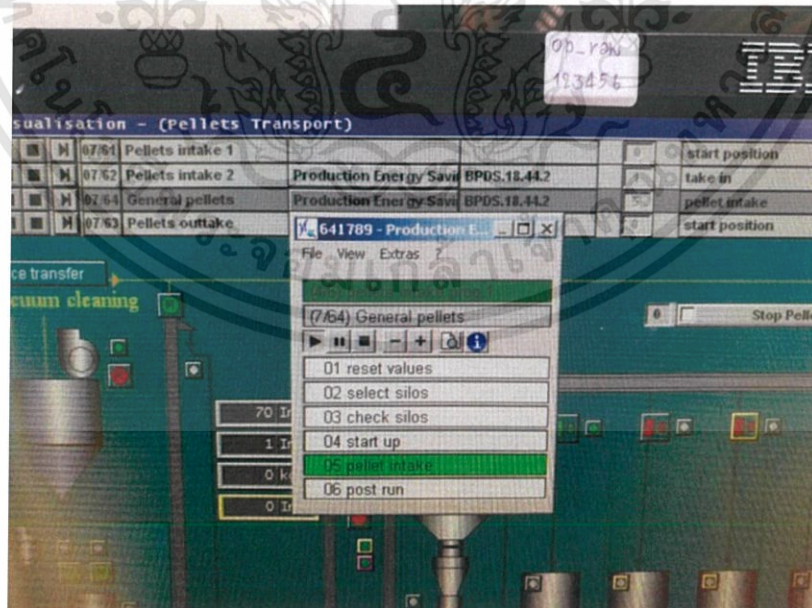 op_ran
123456
IBM
sualisation - (Pellets Transport)
07/61 Pellets intake 1 start position
07/62 Pellets intake 2 Production Energy Savi BPDS.18.44.2 take in
07/64 General pellets Production Energy Savi BPDS.18.44.2 pellet intake
07/63 Pellets outtake start position
641789 - Production E...
File View Extras ?
(7/64) General pellets
01 reset values
02 select silos
03 check silos
04 start up
05 pellet intake
06 post run
ce transfer
cuum cleaning
0 Stop Pelle
70
1
0
0